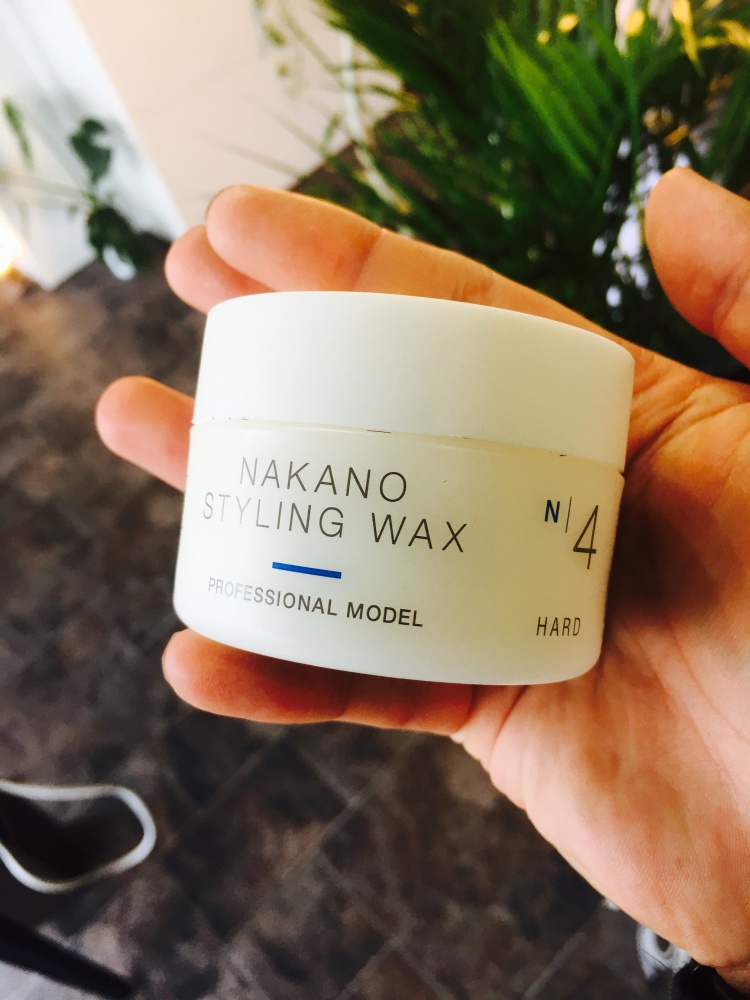 NAKANO
STYLING WAX
PROFESSIONAL MODEL
N|4
HARD